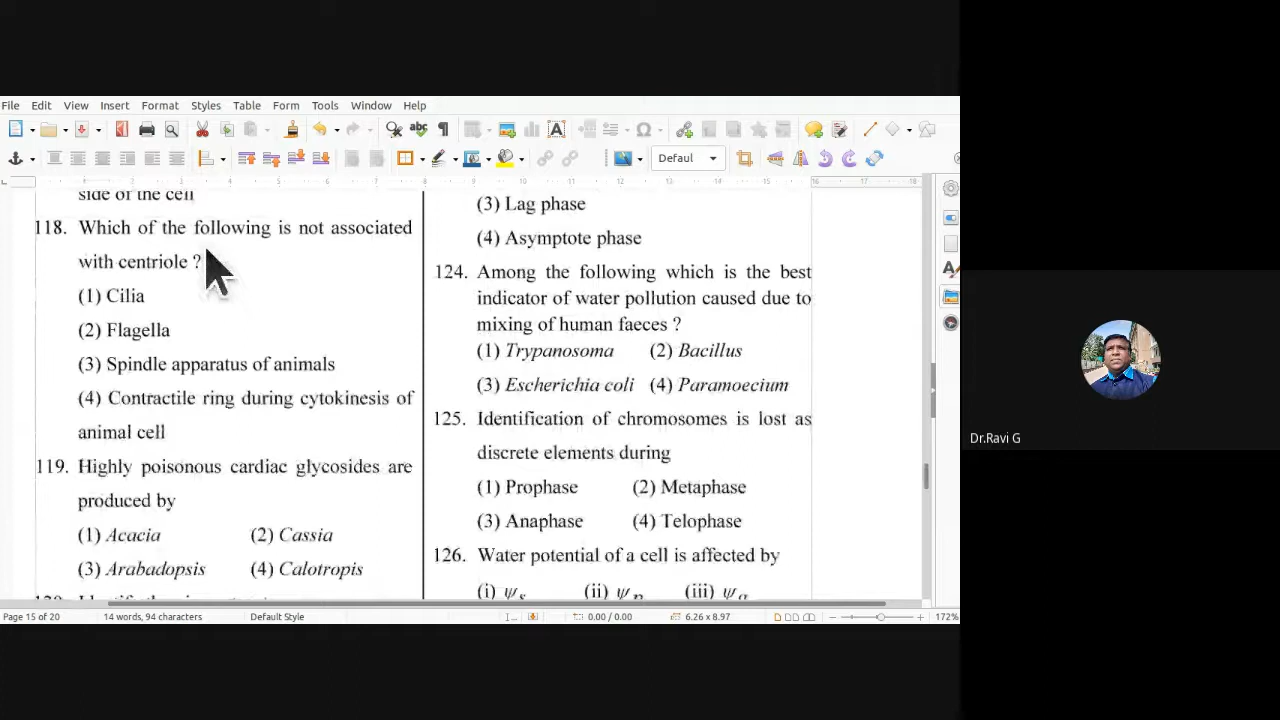 File Edit View Insert Format Styles Table Form Tools Window Help
Defaul
side of the cell
118. Which of the following is not associated
with centriole ?
(1) Cilia
(2) Flagella
(3) Spindle apparatus of animals
(4) Contractile ring during cytokinesis of
animal cell
119. Highly poisonous cardiac glycosides are
produced by
(1) Acacia (2) Cassia
(3) Arabadopsis (4) Calotropis
(3) Lag phase
(4) Asymptote phase
124. Among the following which is the best
indicator of water pollution caused due to
mixing of human faeces ?
(1) Trypanosoma (2) Bacillus
(3) Escherichia coli (4) Paramoecium
125. Identification of chromosomes is lost as
discrete elements during
(1) Prophase (2) Metaphase
(3) Anaphase (4) Telophase
126. Water potential of a cell is affected by
(i) ψs (ii) ψp (iii) ψg
Page 15 of 20 14 words, 94 characters Default Style 0.00 / 0.00 6.26 x 8.97 172%
Dr.Ravi G